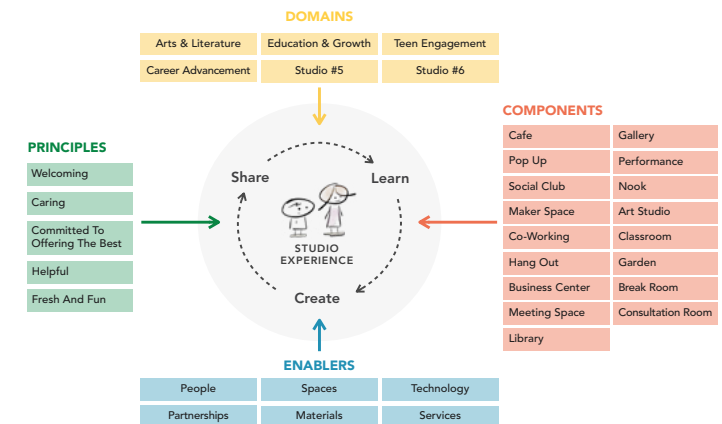 DOMAINS
Arts & Literature
Education & Growth
Teen Engagement
Career Advancement
Studio #5
Studio #6
PRINCIPLES
Welcoming
Caring
Committed To
Offering The Best
Helpful
Fresh And Fun
Share
Learn
STUDIO
EXPERIENCE
Create
COMPONENTS
Cafe
Gallery
Pop Up
Performance
Social Club
Nook
Maker Space
Art Studio
Co-Working
Classroom
Hang Out
Garden
Business Center
Break Room
Meeting Space
Consultation Room
Library
ENABLERS
People
Spaces
Technology
Partnerships
Materials
Services